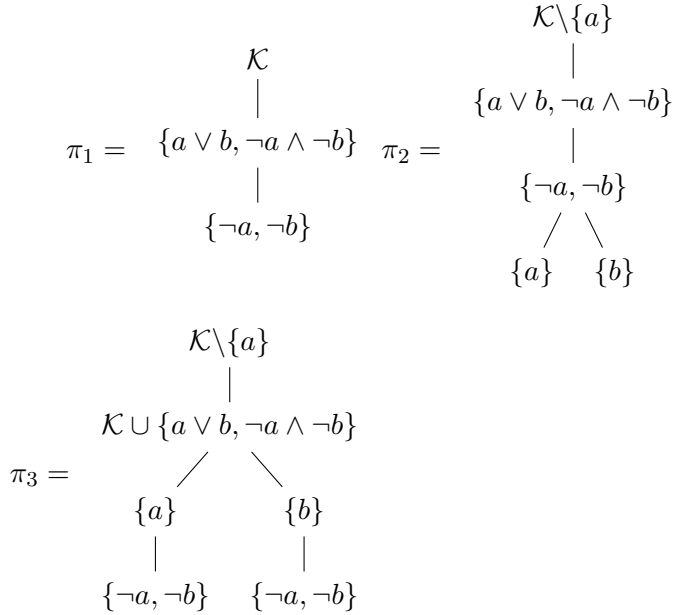 𝒦
𝒦\{a}
{a ∨ b, ¬a ∧ ¬b}
{a ∨ b, ¬a ∧ ¬b}
π₁ =
π₂ =
{¬a, ¬b}
{¬a, ¬b}
{a} {b}
𝒦\{a}
𝒦 ∪ {a ∨ b, ¬a ∧ ¬b}
π₃ =
{a} {b}
{¬a, ¬b} {¬a, ¬b}